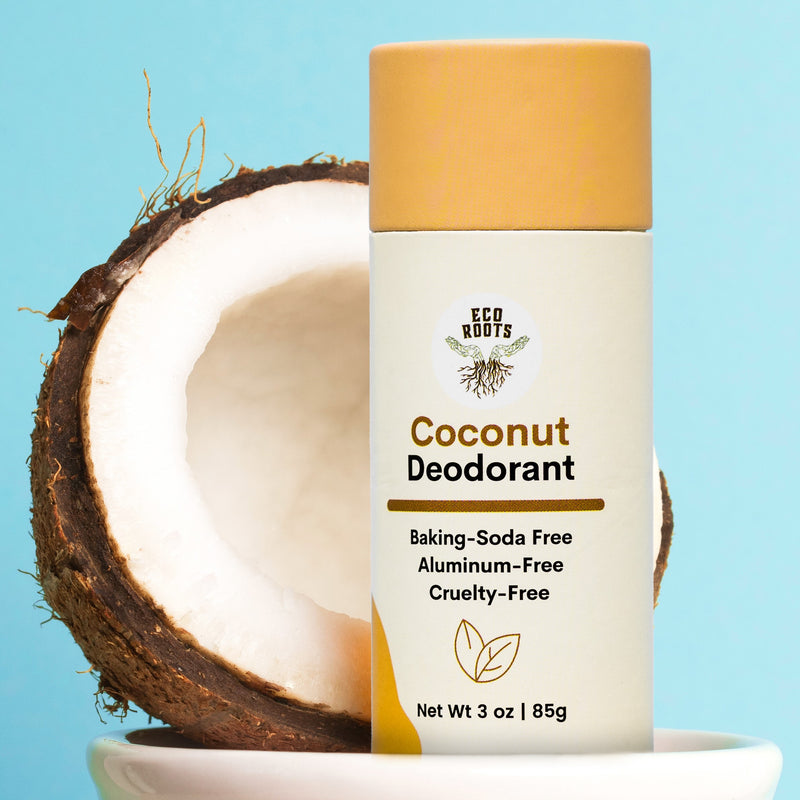 ECO
ROOTS
Coconut
Deodorant
Baking-Soda Free
Aluminum-Free
Cruelty-Free
Net Wt 3 oz | 85g